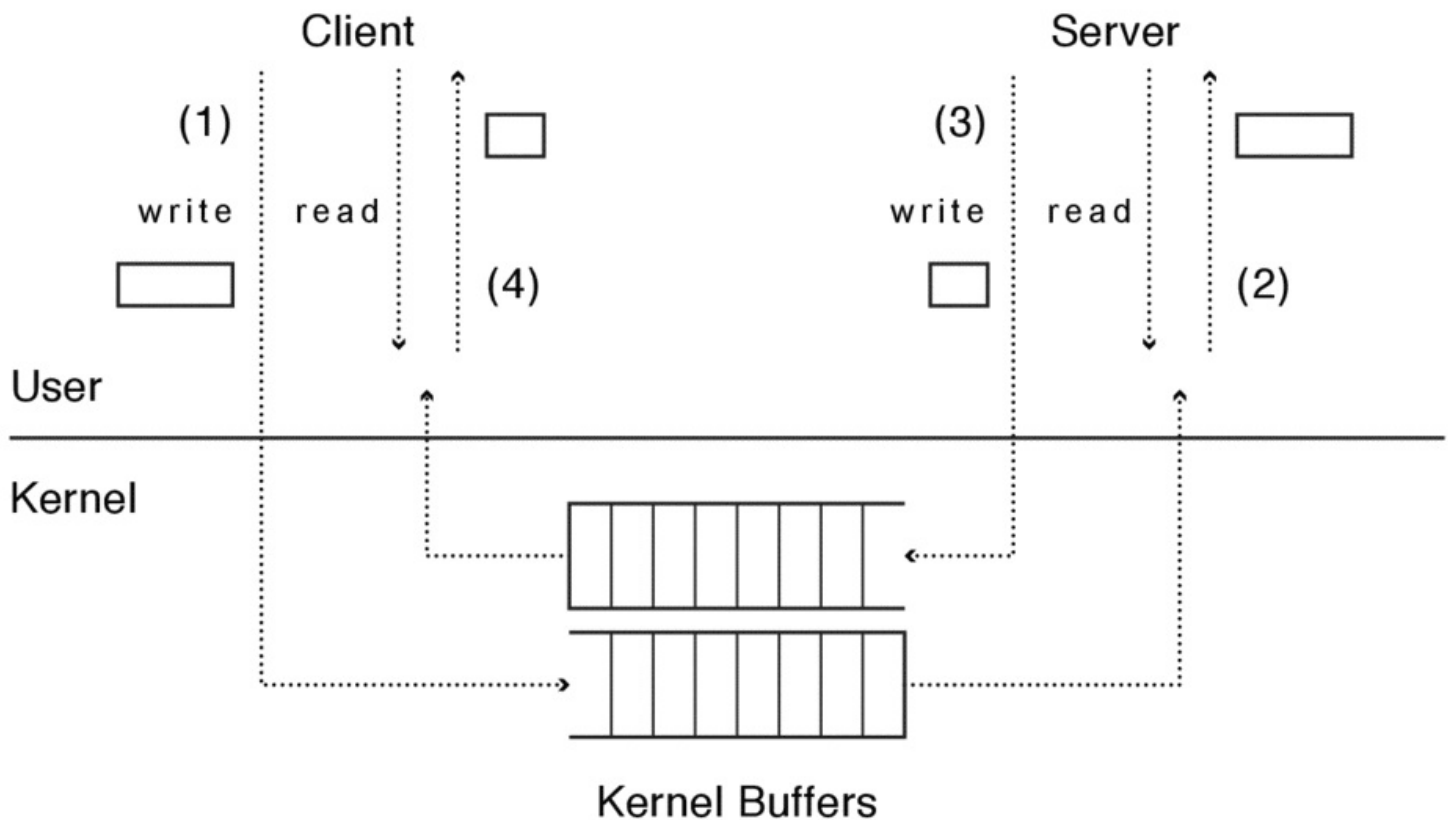 Client Server
(1) (3)
write read write read
(4) (2)
User
Kernel
Kernel Buffers